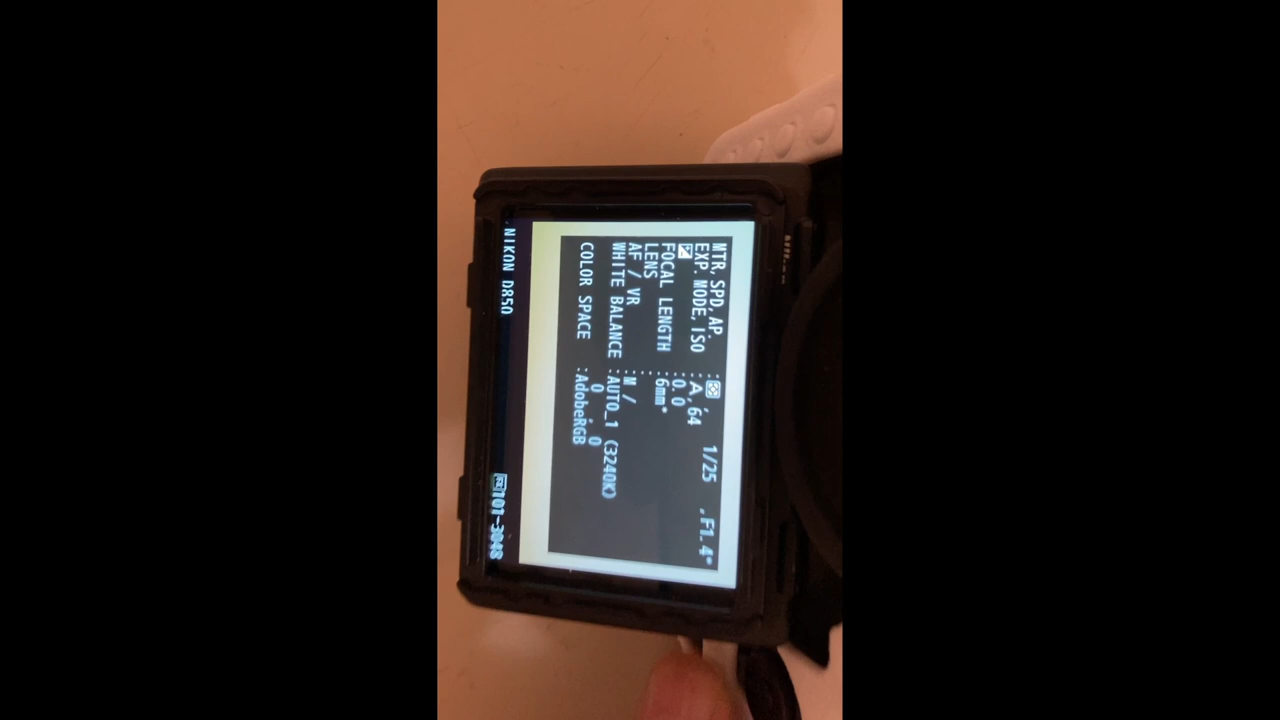 MTR, SPD, AP. : , 1/25 , F1.4*
EXP. MODE, ISO : A, 64
: 0.0
FOCAL LENGTH : 6mm*
LENS :
AF / VR : M /
WHITE BALANCE : AUTO_1 (3240K)
0 , 0
COLOR SPACE : AdobeRGB
NIKON D850
101-3048